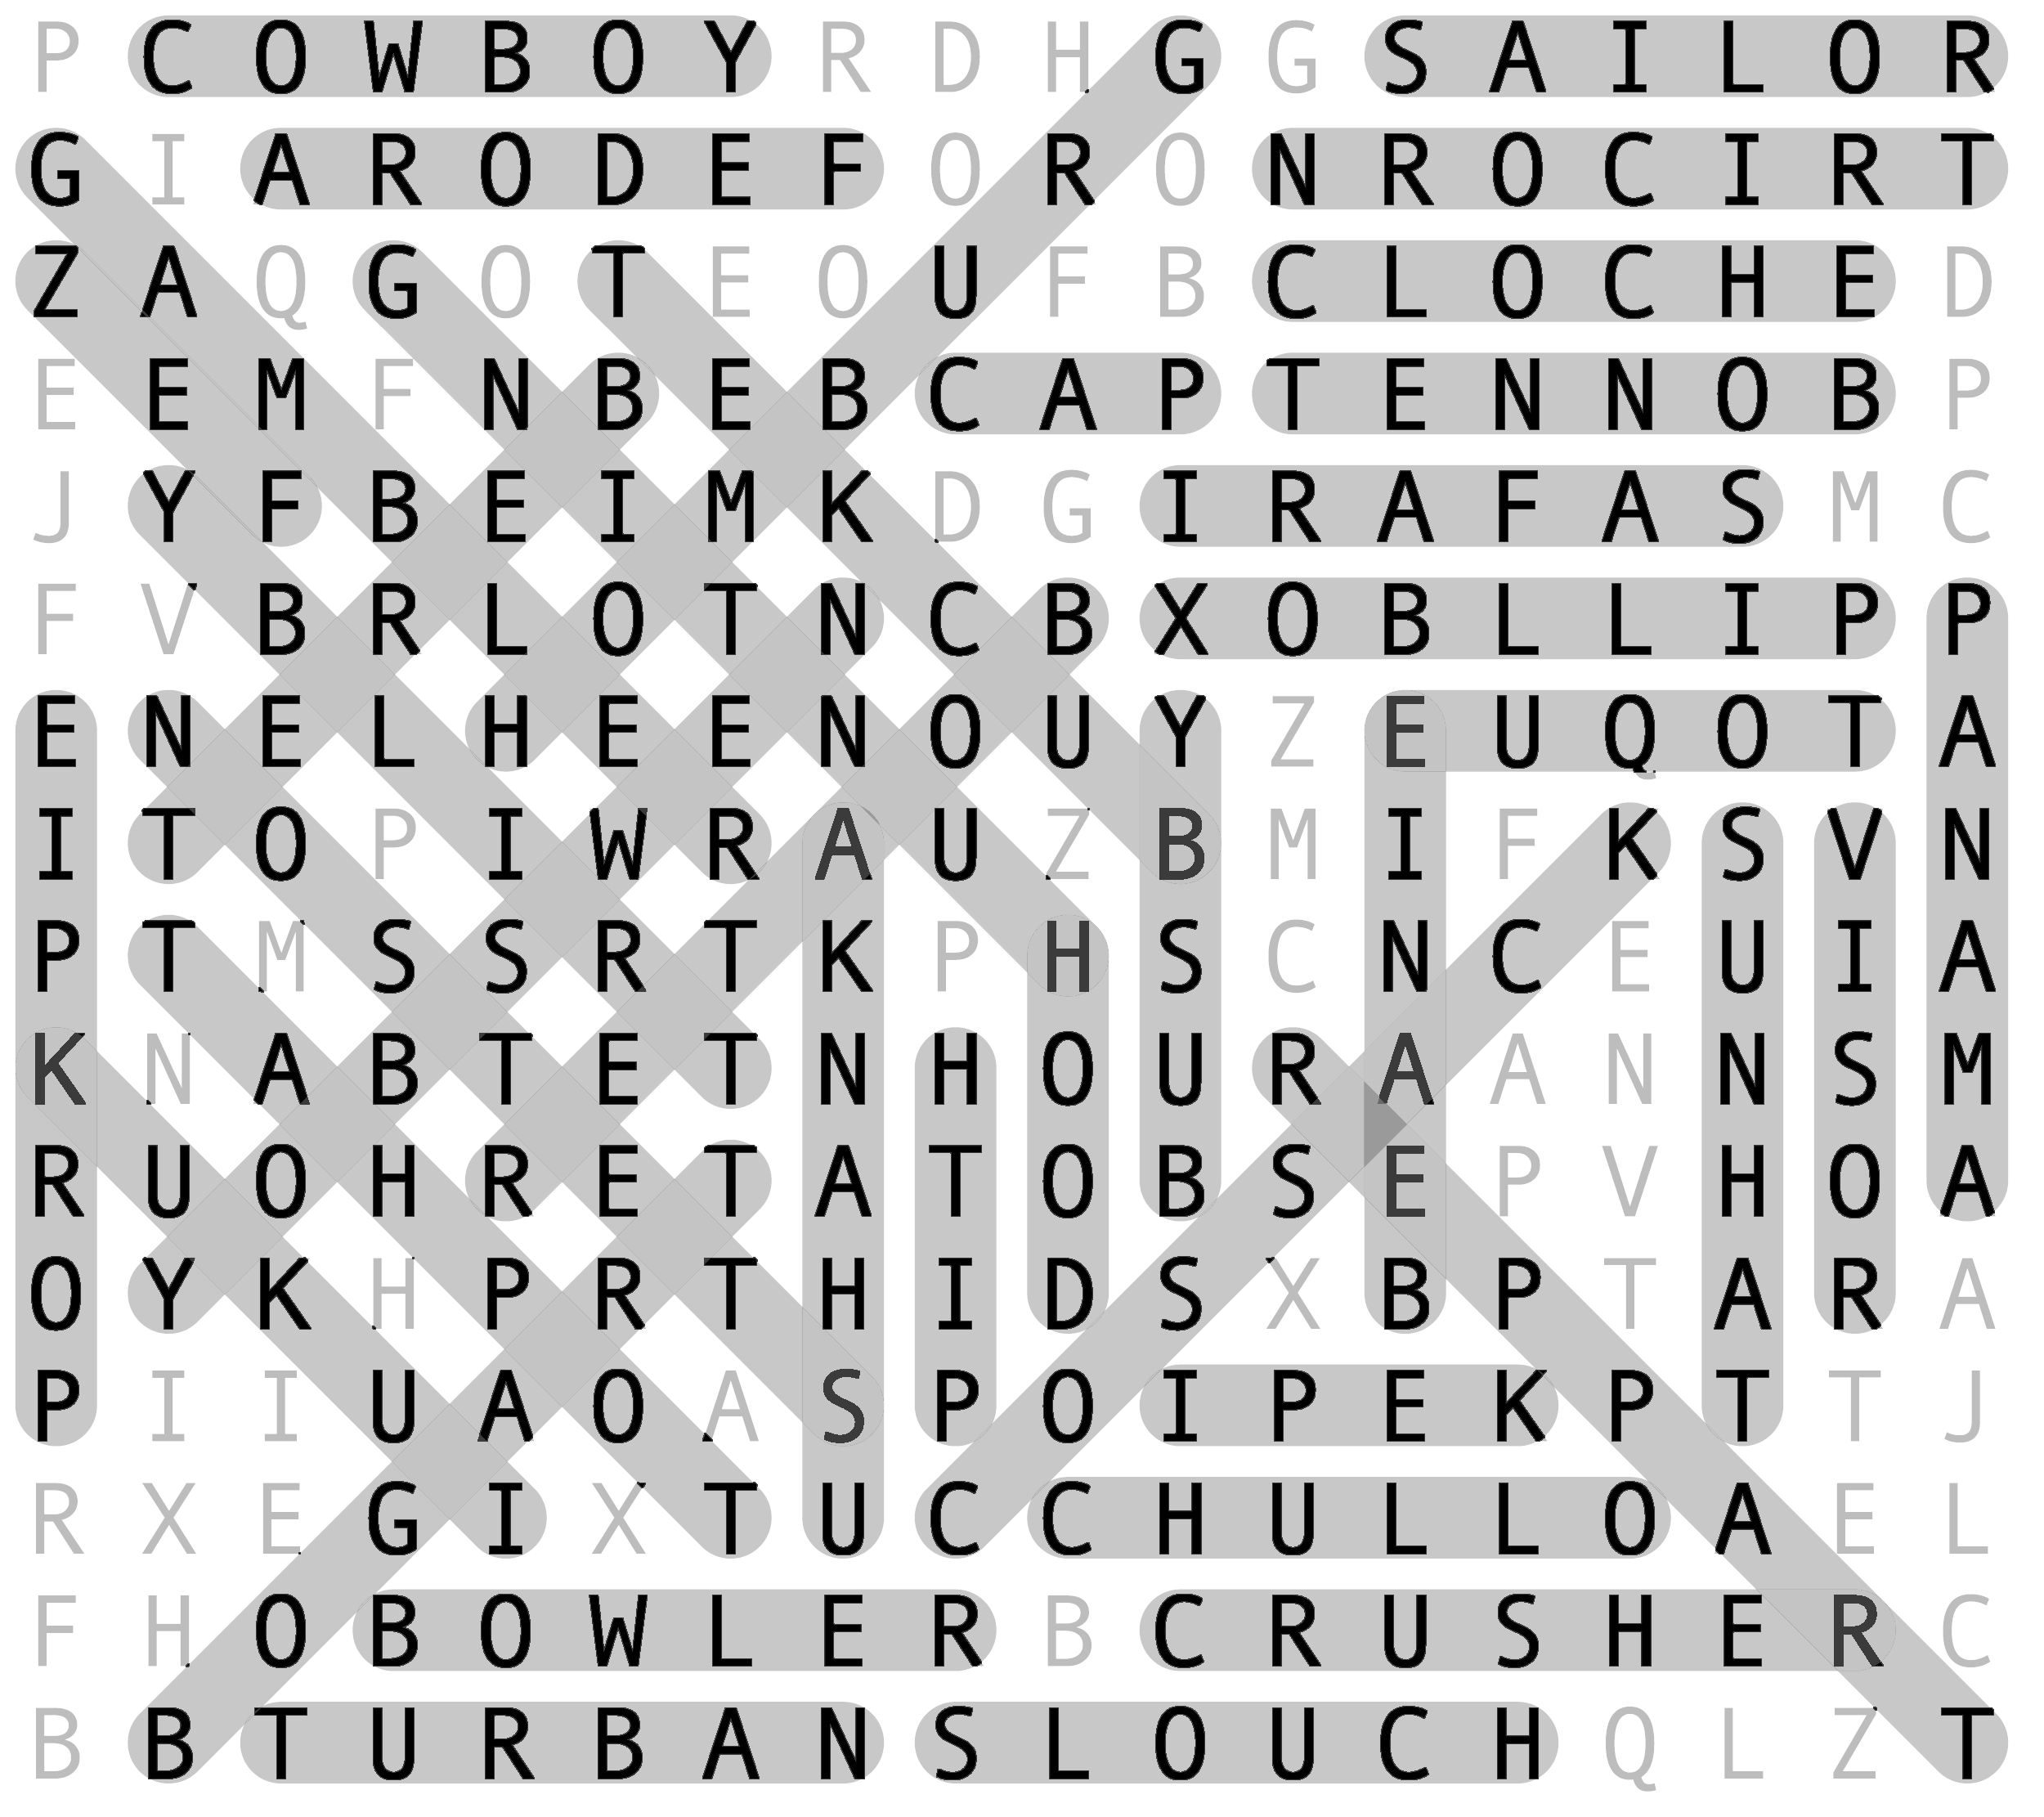 P C O W B O Y R D H G G S A I L O R
G I A R O D E F O R O N R O C I R T
Z A Q G O T E O U F B C L O C H E D
E E M F N B E B C A P T E N N O B P
J Y F B E I M K D G I R A F A S M C
F V B R L O T N C B X O B L L I P P
E N E L H E E N O U Y Z E U Q O T A
I T O P I W R A U Z B M I F K S V N
P T M S S R T K P H S C N C E U I A
K N A B T E T N H O U R A A N N S M
R U O H R E T A T O B S E P V H O A
O Y K H P R T H I D S X B P T A R A
P I I U A O A S P O I P E K P T T J
R X E G I X T U C C H U L L O A E L
F H O B O W L E R B C R U S H E R C
B B T U R B A N S L O U C H Q L Z T